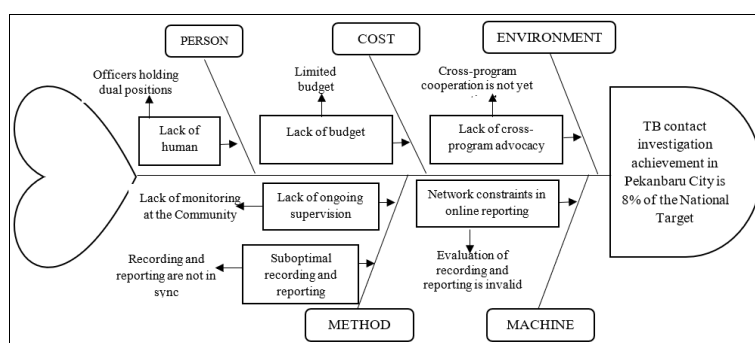 PERSON
COST
ENVIRONMENT
Officers holding
dual positions
Limited
budget
Cross-program
cooperation is not yet
Lack of
human
Lack of budget
Lack of cross-
program advocacy
TB contact
investigation
achievement in
Pekanbaru City is
8% of the National
Target
Lack of monitoring
at the Community
Lack of ongoing
supervision
Network constraints in
online reporting
Recording and
reporting are not in
sync
Suboptimal recording
and reporting
Evaluation of
recording and
reporting is invalid
METHOD
MACHINE